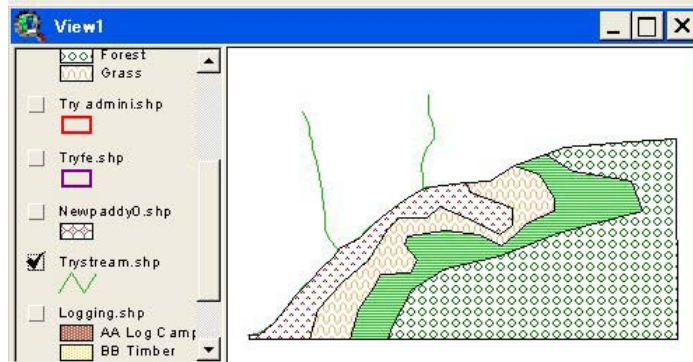 View1
Forest
Grass
Try admini.shp
Tryfe.shp
Newpaddy0.shp
Trystream.shp
Logging.shp
AA Log Camp
BB Timber